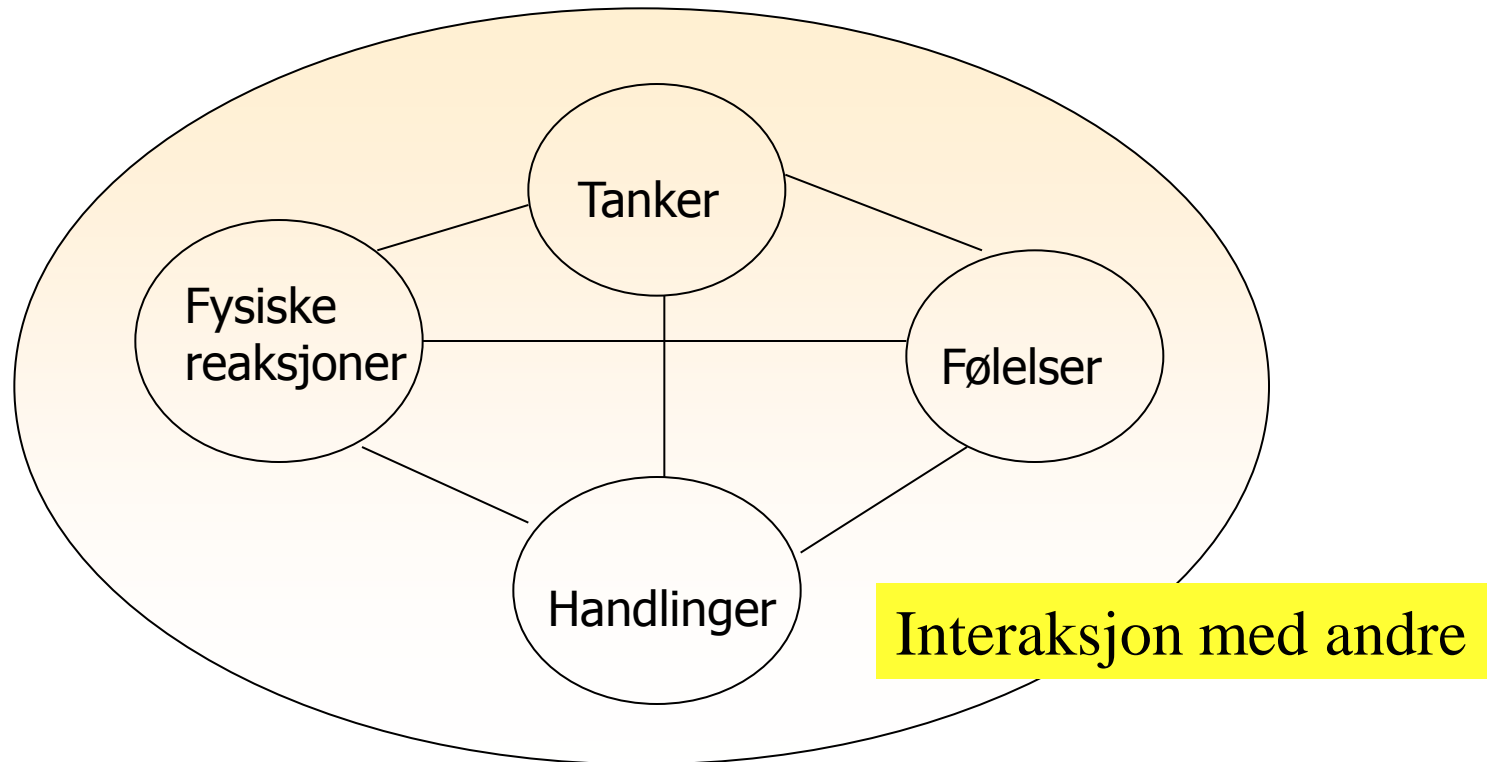 Tanker
Fysiske
reaksjoner
Følelser
Handlinger
Interaksjon med andre